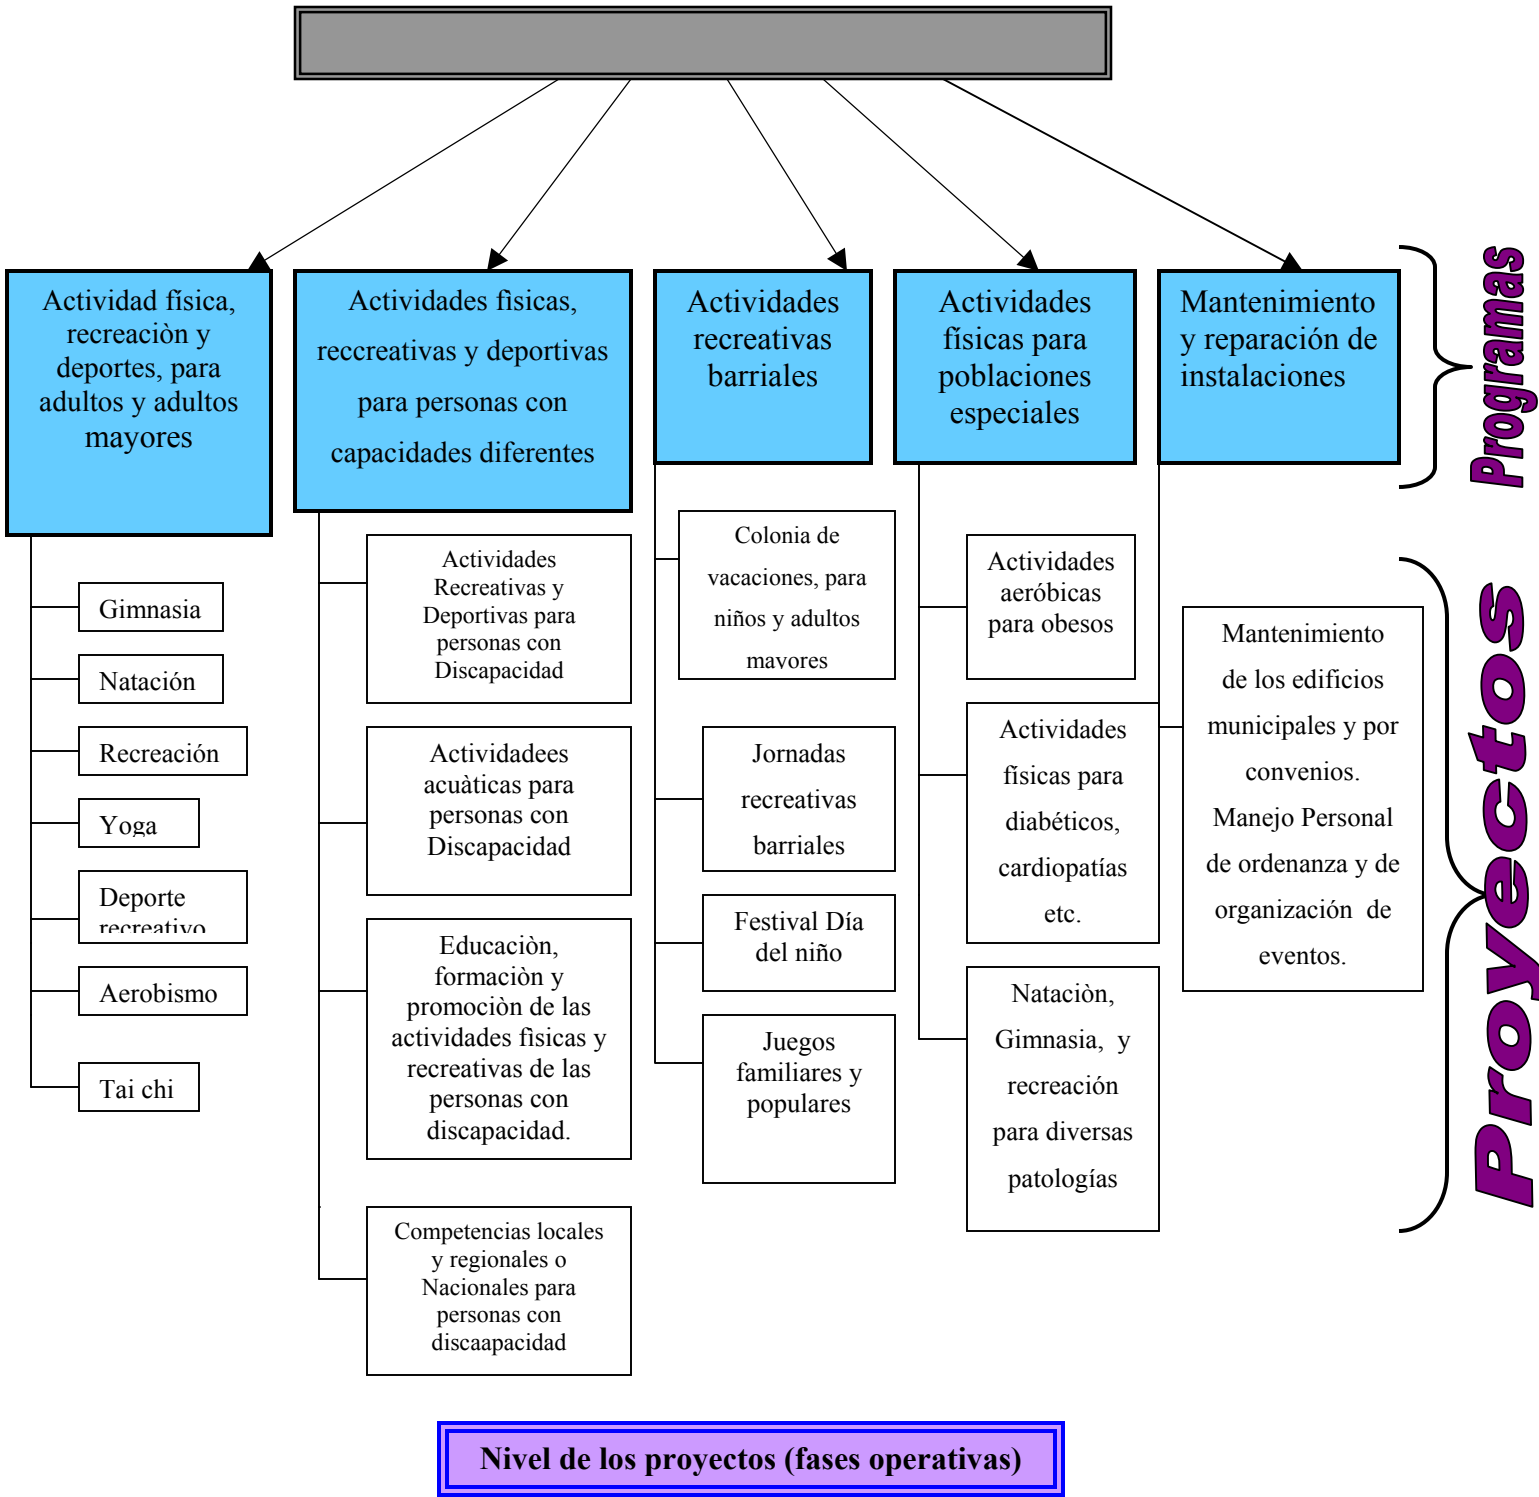 Actividad física,
recreaciòn y
deportes, para
adultos y adultos
mayores
Actividades fìsicas,
reccreativas y deportivas
para personas con
capacidades diferentes
Actividades
recreativas
barriales
Actividades
físicas para
poblaciones
especiales
Mantenimiento
y reparación de
instalaciones
Programas
Gimnasia
Natación
Recreación
Yoga
Deporte
recreativo
Aerobismo
Tai chi
Actividades
Recreativas y
Deportivas para
personas con
Discapacidad
Actividadees
acuàticas para
personas con
Discapacidad
Educaciòn,
formaciòn y
promociòn de las
actividades fìsicas y
recreativas de las
personas con
discapacidad.
Competencias locales
y regionales o
Nacionales para
personas con
discaapacidad
Colonia de
vacaciones, para
niños y adultos
mayores
Jornadas
recreativas
barriales
Festival Día
del niño
Juegos
familiares y
populares
Actividades
aeróbicas
para obesos
Actividades
físicas para
diabéticos,
cardiopatías
etc.
Nataciòn,
Gimnasia, y
recreación
para diversas
patologías
Mantenimiento
de los edificios
municipales y por
convenios.
Manejo Personal
de ordenanza y de
organización de
eventos.
Proyectos
Nivel de los proyectos (fases operativas)